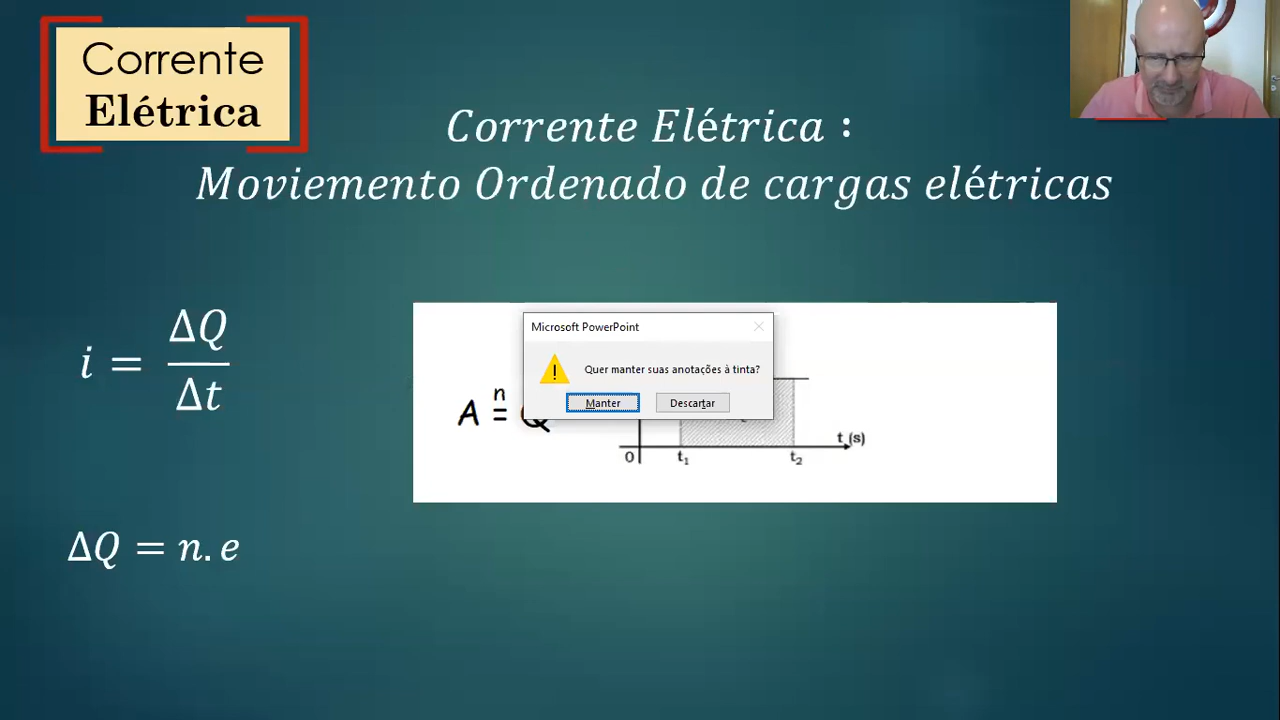 Corrente
Elétrica
Corrente Elétrica :
Moviemento Ordenado de cargas elétricas
i = ΔQ / Δt
ΔQ = n. e
Microsoft PowerPoint
Quer manter suas anotações à tinta?
Manter
Descartar
n
A = Q
t (s)
0
t₁
t₂